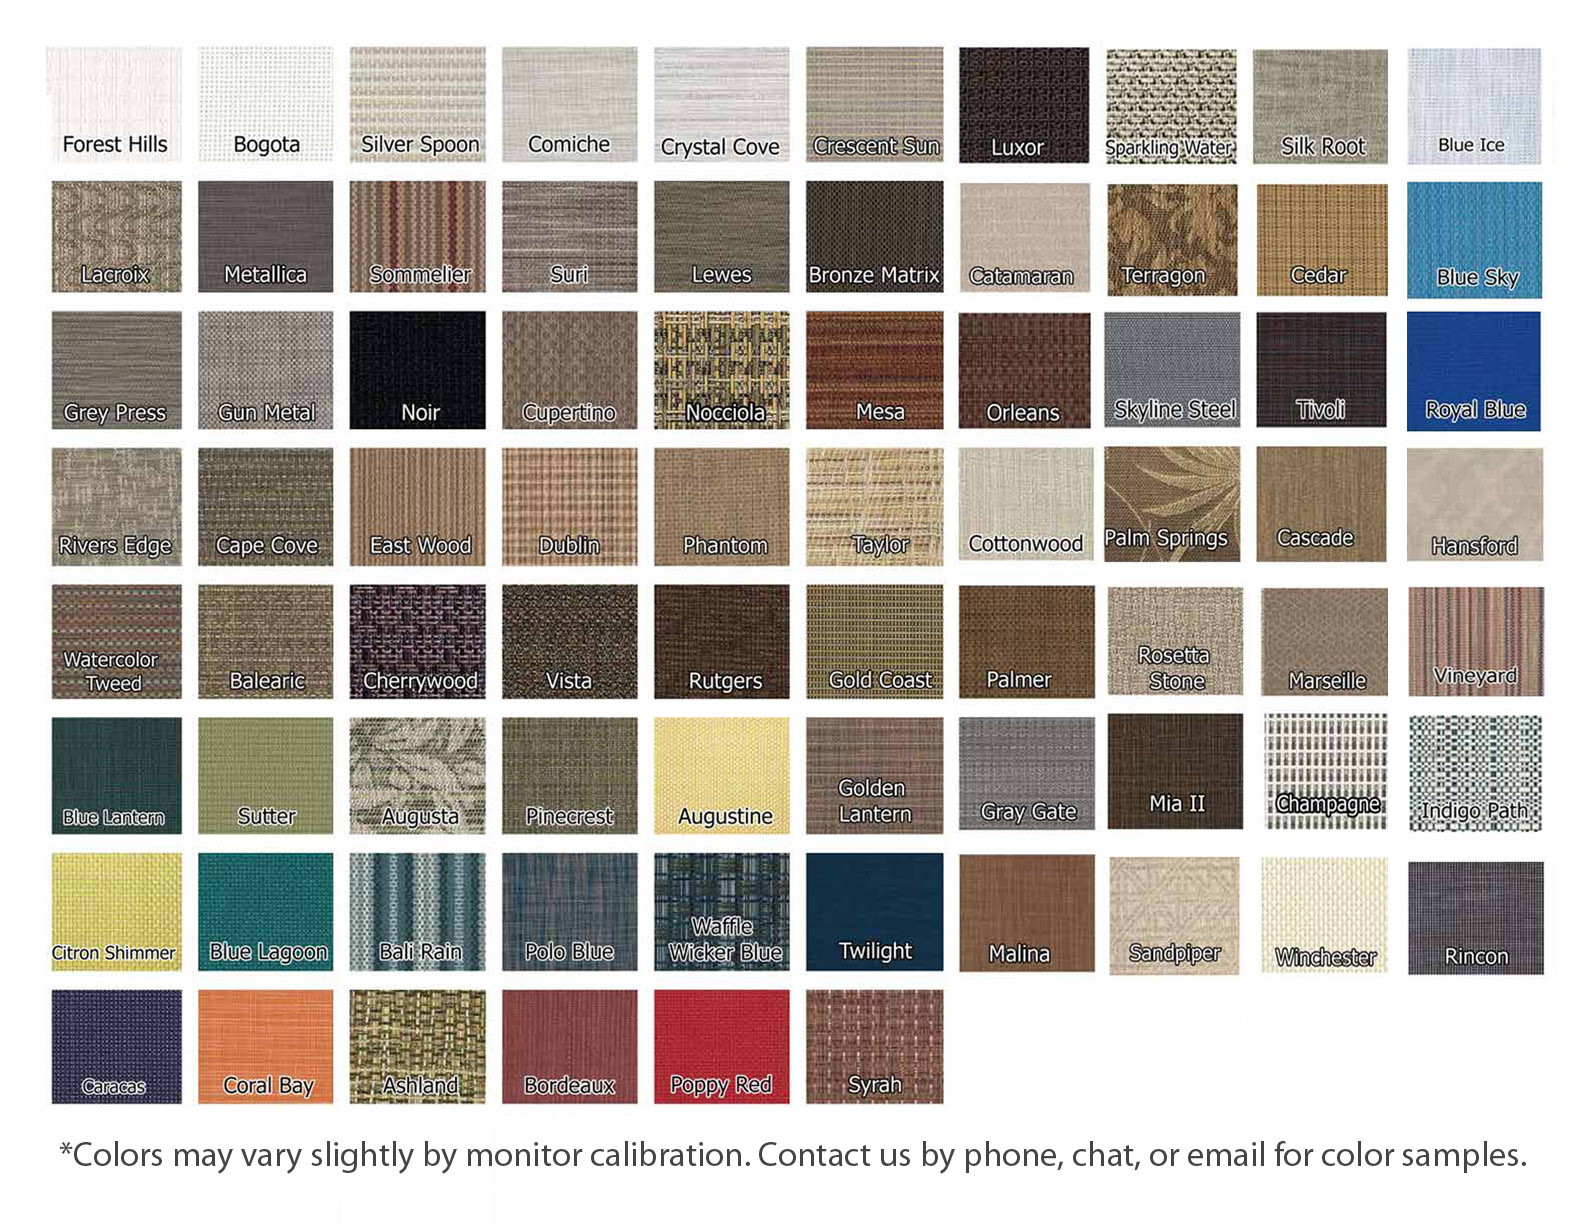 Forest Hills
Bogota
Silver Spoon
Comiche
Crystal Cove
Crescent Sun
Luxor
Sparkling Water
Silk Root
Blue Ice
Lacroix
Metallica
Sommelier
Suri
Lewes
Bronze Matrix
Catamaran
Terragon
Cedar
Blue Sky
Grey Press
Gun Metal
Noir
Cupertino
Nocciola
Mesa
Orleans
Skyline Steel
Tivoli
Royal Blue
Rivers Edge
Cape Cove
East Wood
Dublin
Phantom
Taylor
Cottonwood
Palm Springs
Cascade
Hansford
Watercolor
Tweed
Balearic
Cherrywood
Vista
Rutgers
Gold Coast
Palmer
Rosetta
Stone
Marseille
Vineyard
Blue Lantern
Sutter
Augusta
Pinecrest
Augustine
Golden
Lantern
Gray Gate
Mia II
Champagne
Indigo Path
Citron Shimmer
Blue Lagoon
Bali Rain
Polo Blue
Waffle
Wicker Blue
Twilight
Malina
Sandpiper
Winchester
Rincon
Caracas
Coral Bay
Ashland
Bordeaux
Poppy Red
Syrah
*Colors may vary slightly by monitor calibration. Contact us by phone, chat, or email for color samples.